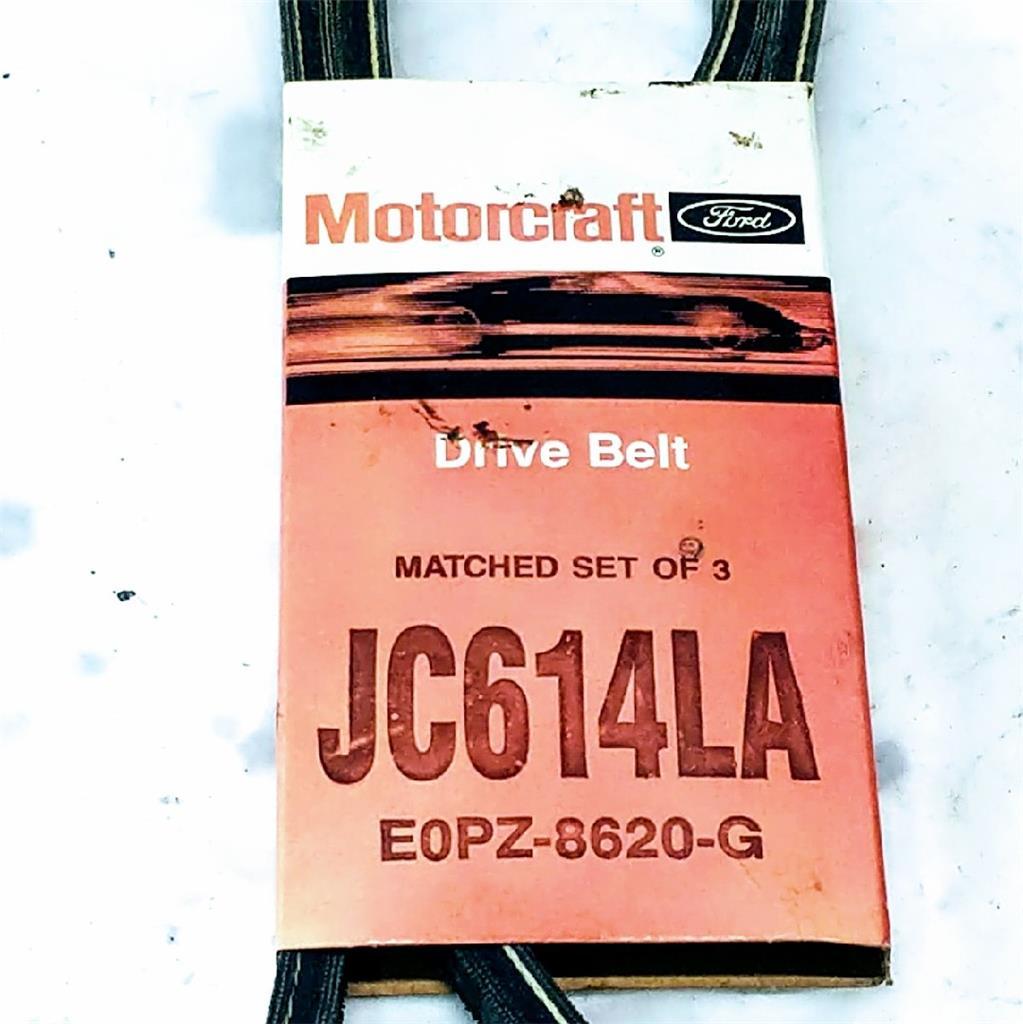 Motorcraft Ford
®
Drive Belt
MATCHED SET OF 3
JC614LA
E0PZ-8620-G